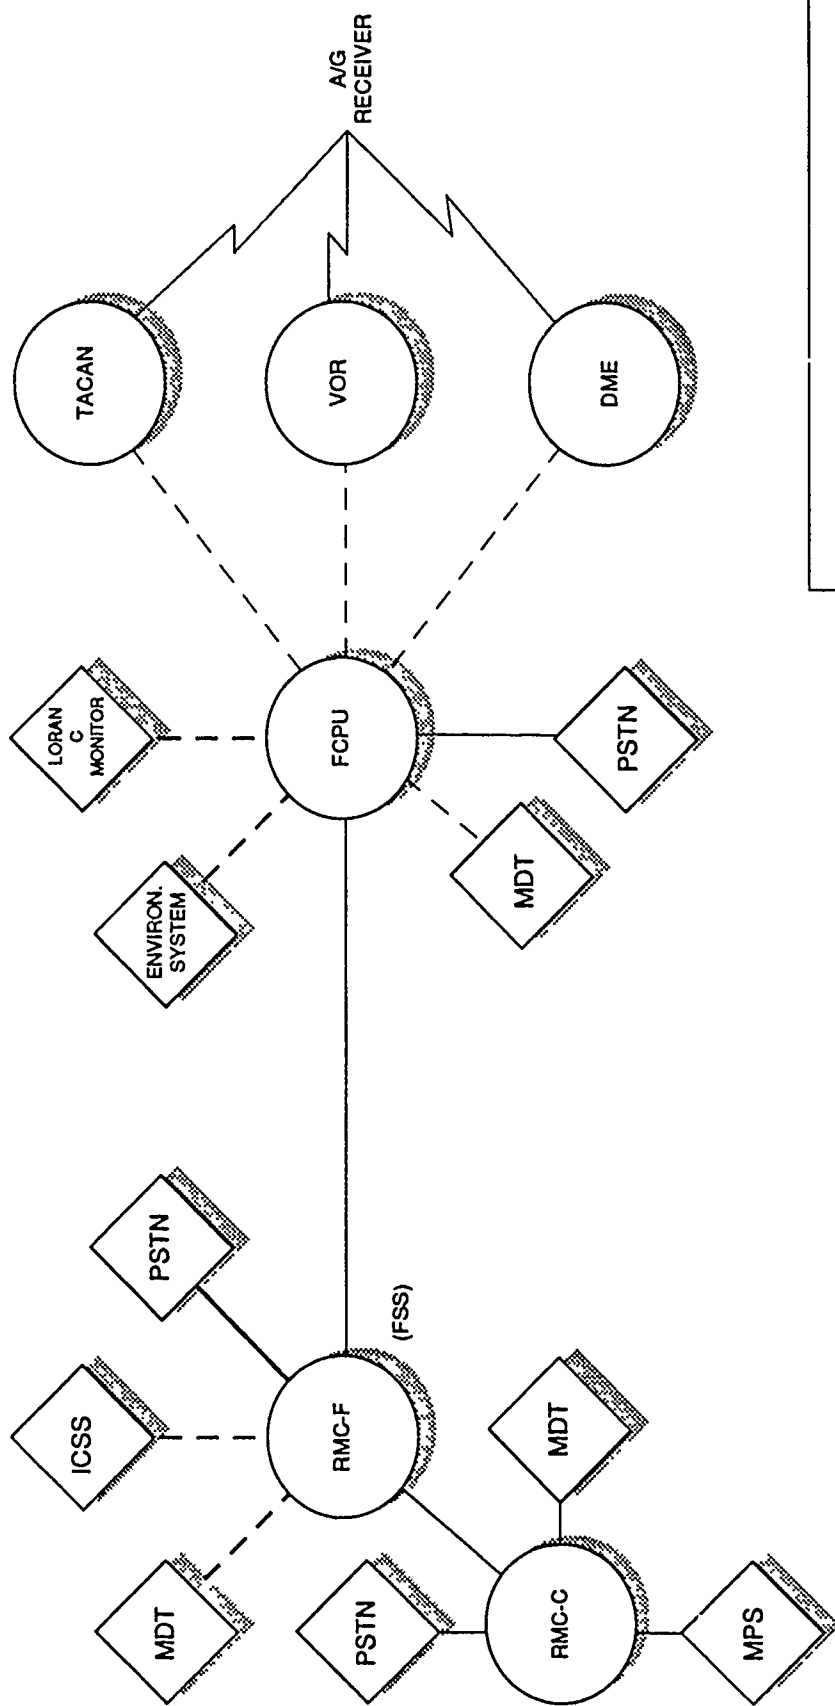 MDT
ICSS
PSTN
ENVIRON.
SYSTEM
LORAN
C
MONITOR
TACAN
PSTN
RMC-F
(FSS)
FCPU
VOR
A/G
RECEIVER
RMC-C
MDT
MDT
PSTN
DME
MPS